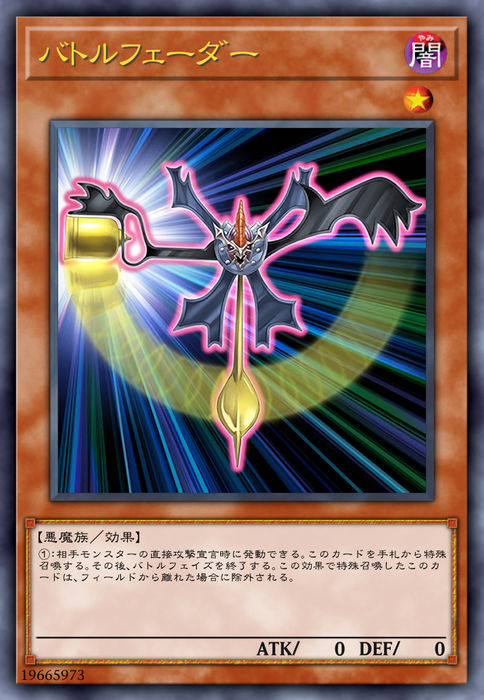 バトルフェーダー
やみ
闇
【悪魔族／効果】
①：相手モンスターの直接攻撃宣言時に発動できる。このカードを手札から特殊
召喚する。その後、バトルフェイズを終了する。この効果で特殊召喚したこのカ
ードは、フィールドから離れた場合に除外される。
ATK/ 0 DEF/ 0
19665973